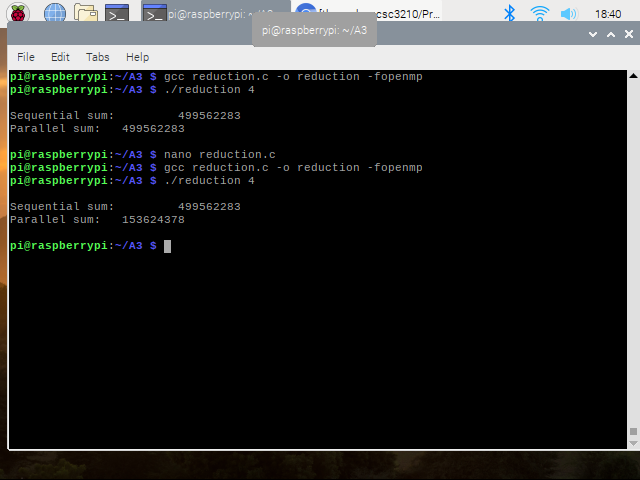 pi@raspberrypi: ~/A3
csc3210/Pr...
18:40
pi@raspberrypi: ~/A3
File Edit Tabs Help
pi@raspberrypi:~/A3 $ gcc reduction.c -o reduction -fopenmp
pi@raspberrypi:~/A3 $ ./reduction 4
Sequential sum: 499562283
Parallel sum: 499562283
pi@raspberrypi:~/A3 $ nano reduction.c
pi@raspberrypi:~/A3 $ gcc reduction.c -o reduction -fopenmp
pi@raspberrypi:~/A3 $ ./reduction 4
Sequential sum: 499562283
Parallel sum: 153624378
pi@raspberrypi:~/A3 $